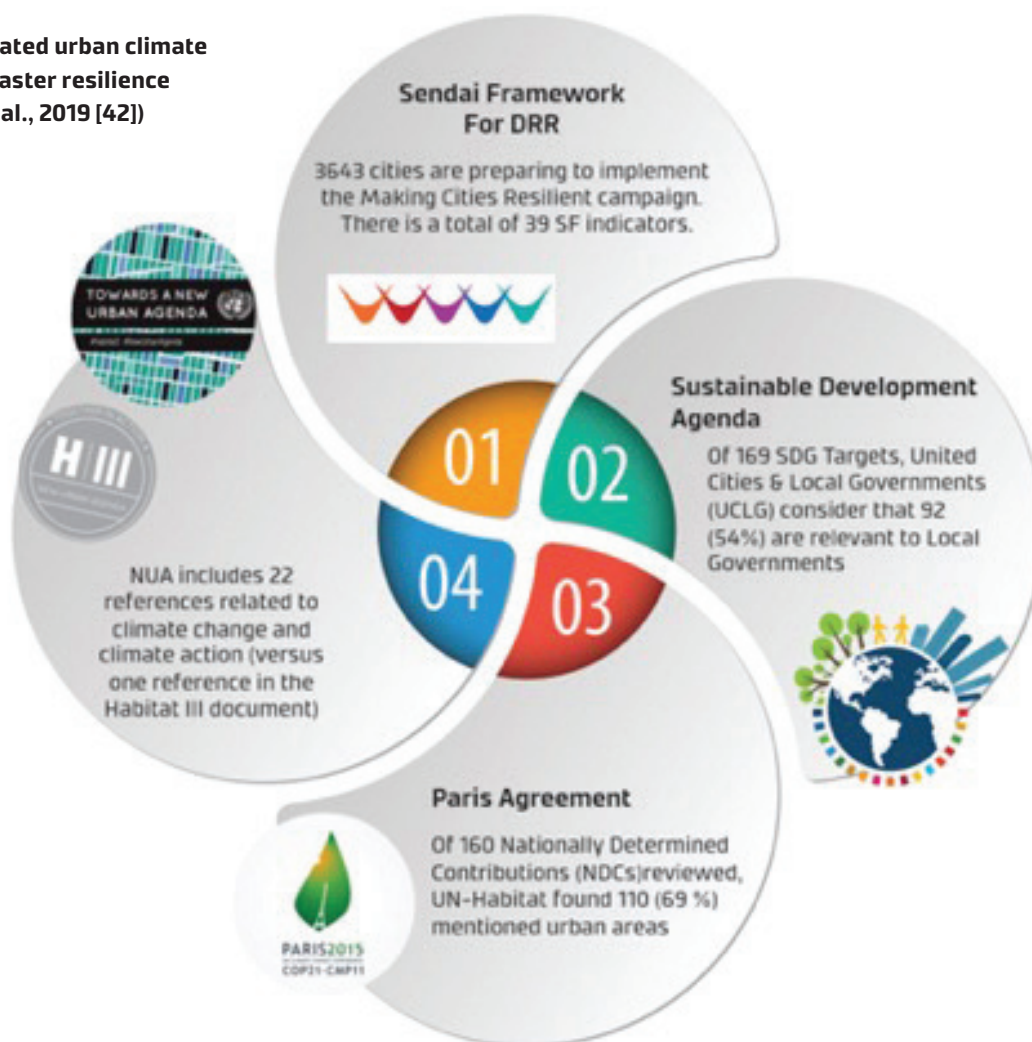 ated urban climate
aster resilience
al., 2019 [42])
Sendai Framework
For DRR
3643 cities are preparing to implement
the Making Cities Resilient campaign.
There is a total of 39 SF indicators.
TOWARDS A NEW
URBAN AGENDA
H III
01
02
03
04
Sustainable Development
Agenda
Of 169 SDG Targets, United
Cities & Local Governments
(UCLG) consider that 92
(54%) are relevant to Local
Governments
NUA includes 22
references related to
climate change and
climate action (versus
one reference in the
Habitat III document)
Paris Agreement
Of 160 Nationally Determined
Contributions (NDCs)reviewed,
UN-Habitat found 110 (69 %)
mentioned urban areas
PARIS2015
COP21·CMP11